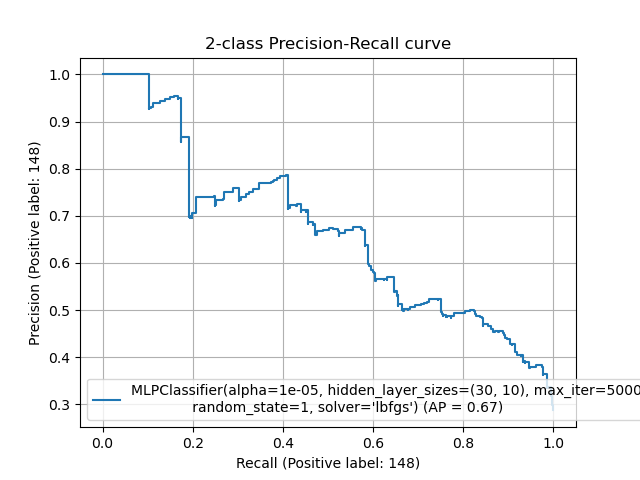 2-class Precision-Recall curve
1.0
0.9
0.8
0.7
0.6
0.5
0.4
0.3
Precision (Positive label: 148)
MLPClassifier(alpha=1e-05, hidden_layer_sizes=(30, 10), max_iter=5000
random_state=1, solver='lbfgs') (AP = 0.67)
0.0 0.2 0.4 0.6 0.8 1.0
Recall (Positive label: 148)